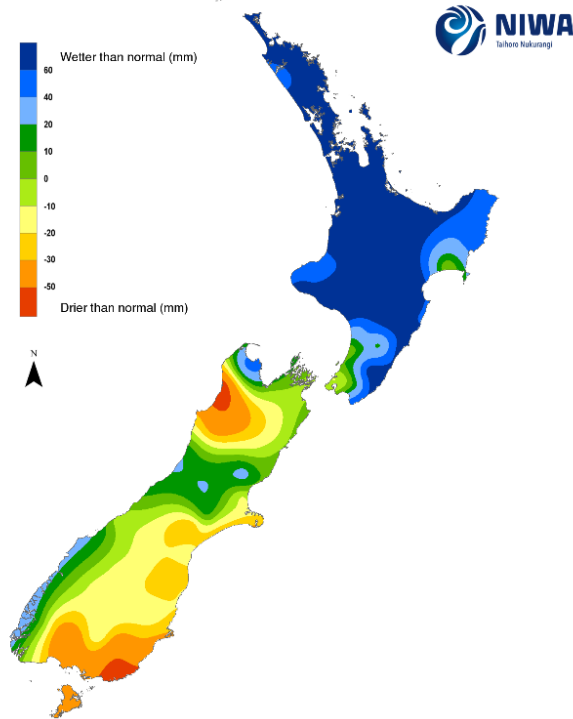 NIWA
Taihoro Nukurangi
Wetter than normal (mm)
60
40
20
10
0
-10
-20
-30
-50
Drier than normal (mm)
N